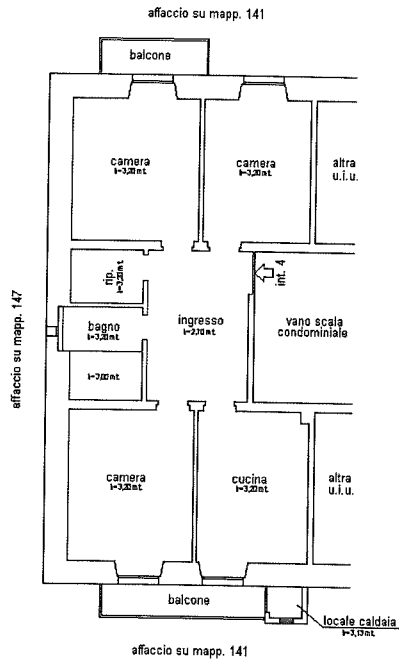 affaccio su mapp. 141
balcone
camera
h=3,20mt.
camera
h=3,20mt.
altra
u.i.u.
rip.
h=3,20mt.
int. 4
affaccio su mapp. 147
bagno
h=3,20mt.
ingresso
h=2,70mt.
vano scala
condominiale
h=3,00mt.
camera
h=3,20mt.
cucina
h=3,20mt.
altra
u.i.u.
balcone
locale caldaia
h=3,13mt.
affaccio su mapp. 141